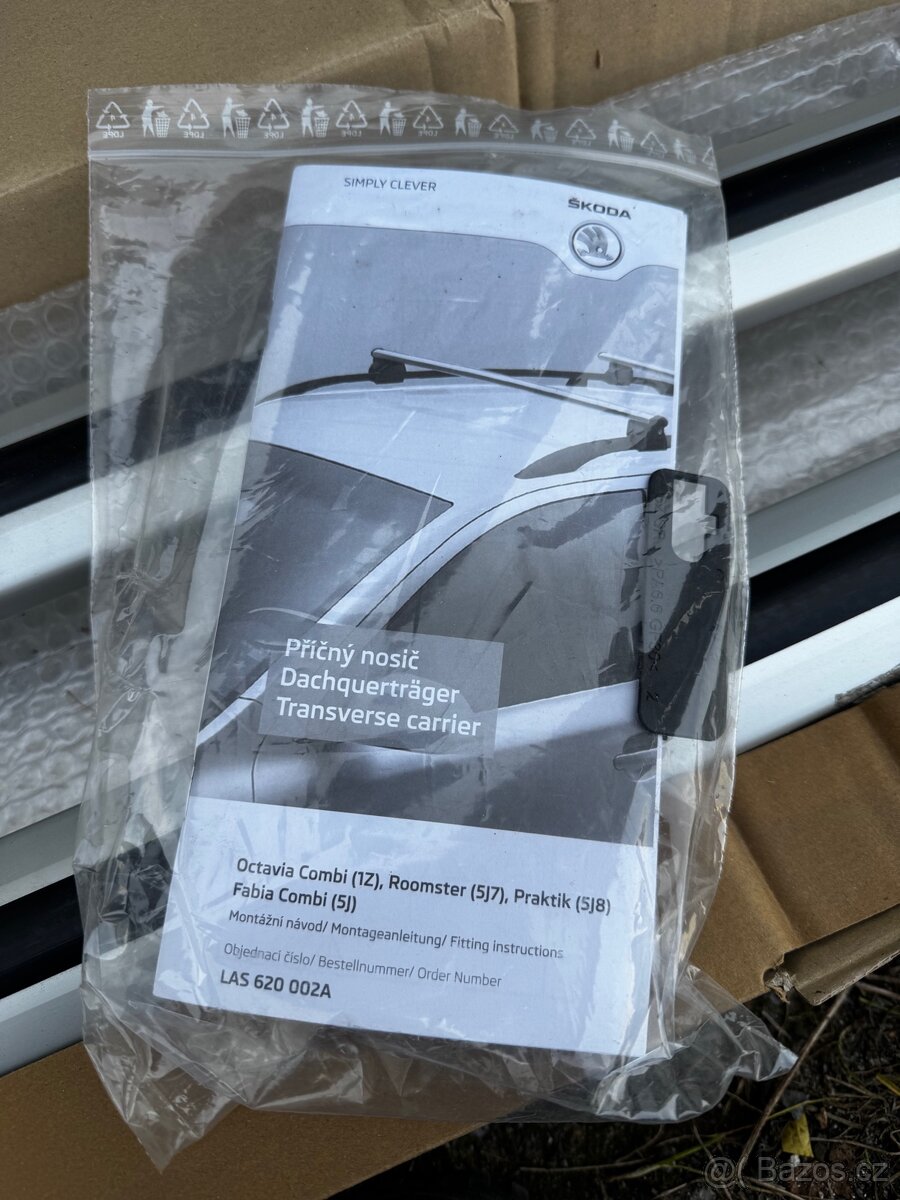 SIMPLY CLEVER
ŠKODA
Příčný nosič
Dachquerträger
Transverse carrier
Octavia Combi (1Z), Roomster (5J7), Praktik (5J8)
Fabia Combi (5J)
Montážní návod/ Montageanleitung/ Fitting instructions
Objednací číslo/ Bestellnummer/ Order Number
LAS 620 002A
@( Bazos.cz